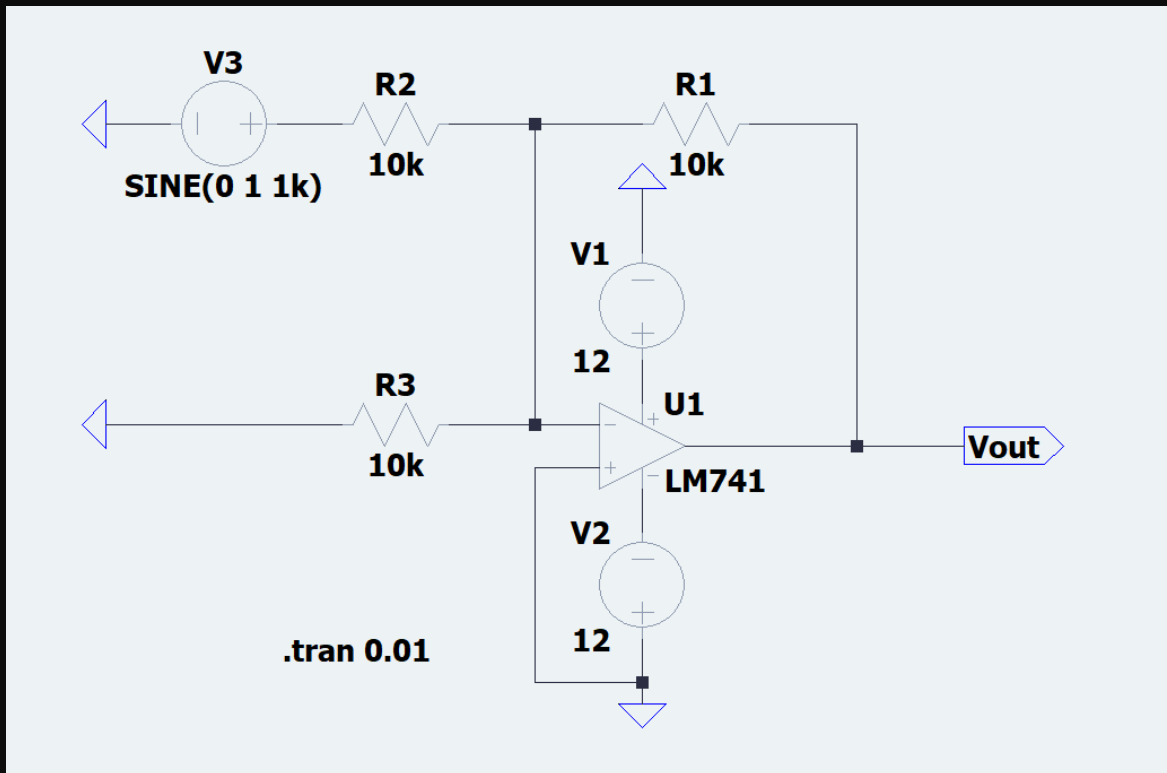 V3
R2
R1
10k
10k
SINE(0 1 1k)
V1
12
R3
10k
U1
LM741
Vout
V2
12
.tran 0.01